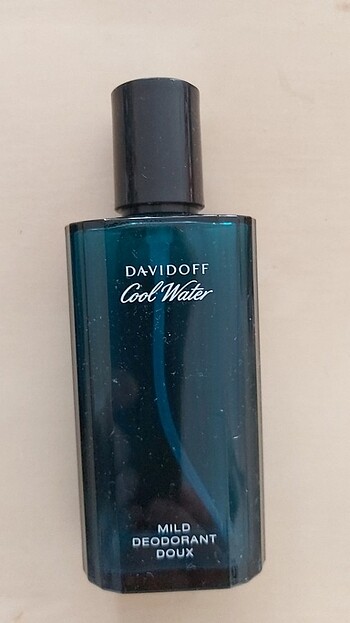 DAVIDOFF
Cool Water
MILD
DEODORANT
DOUX